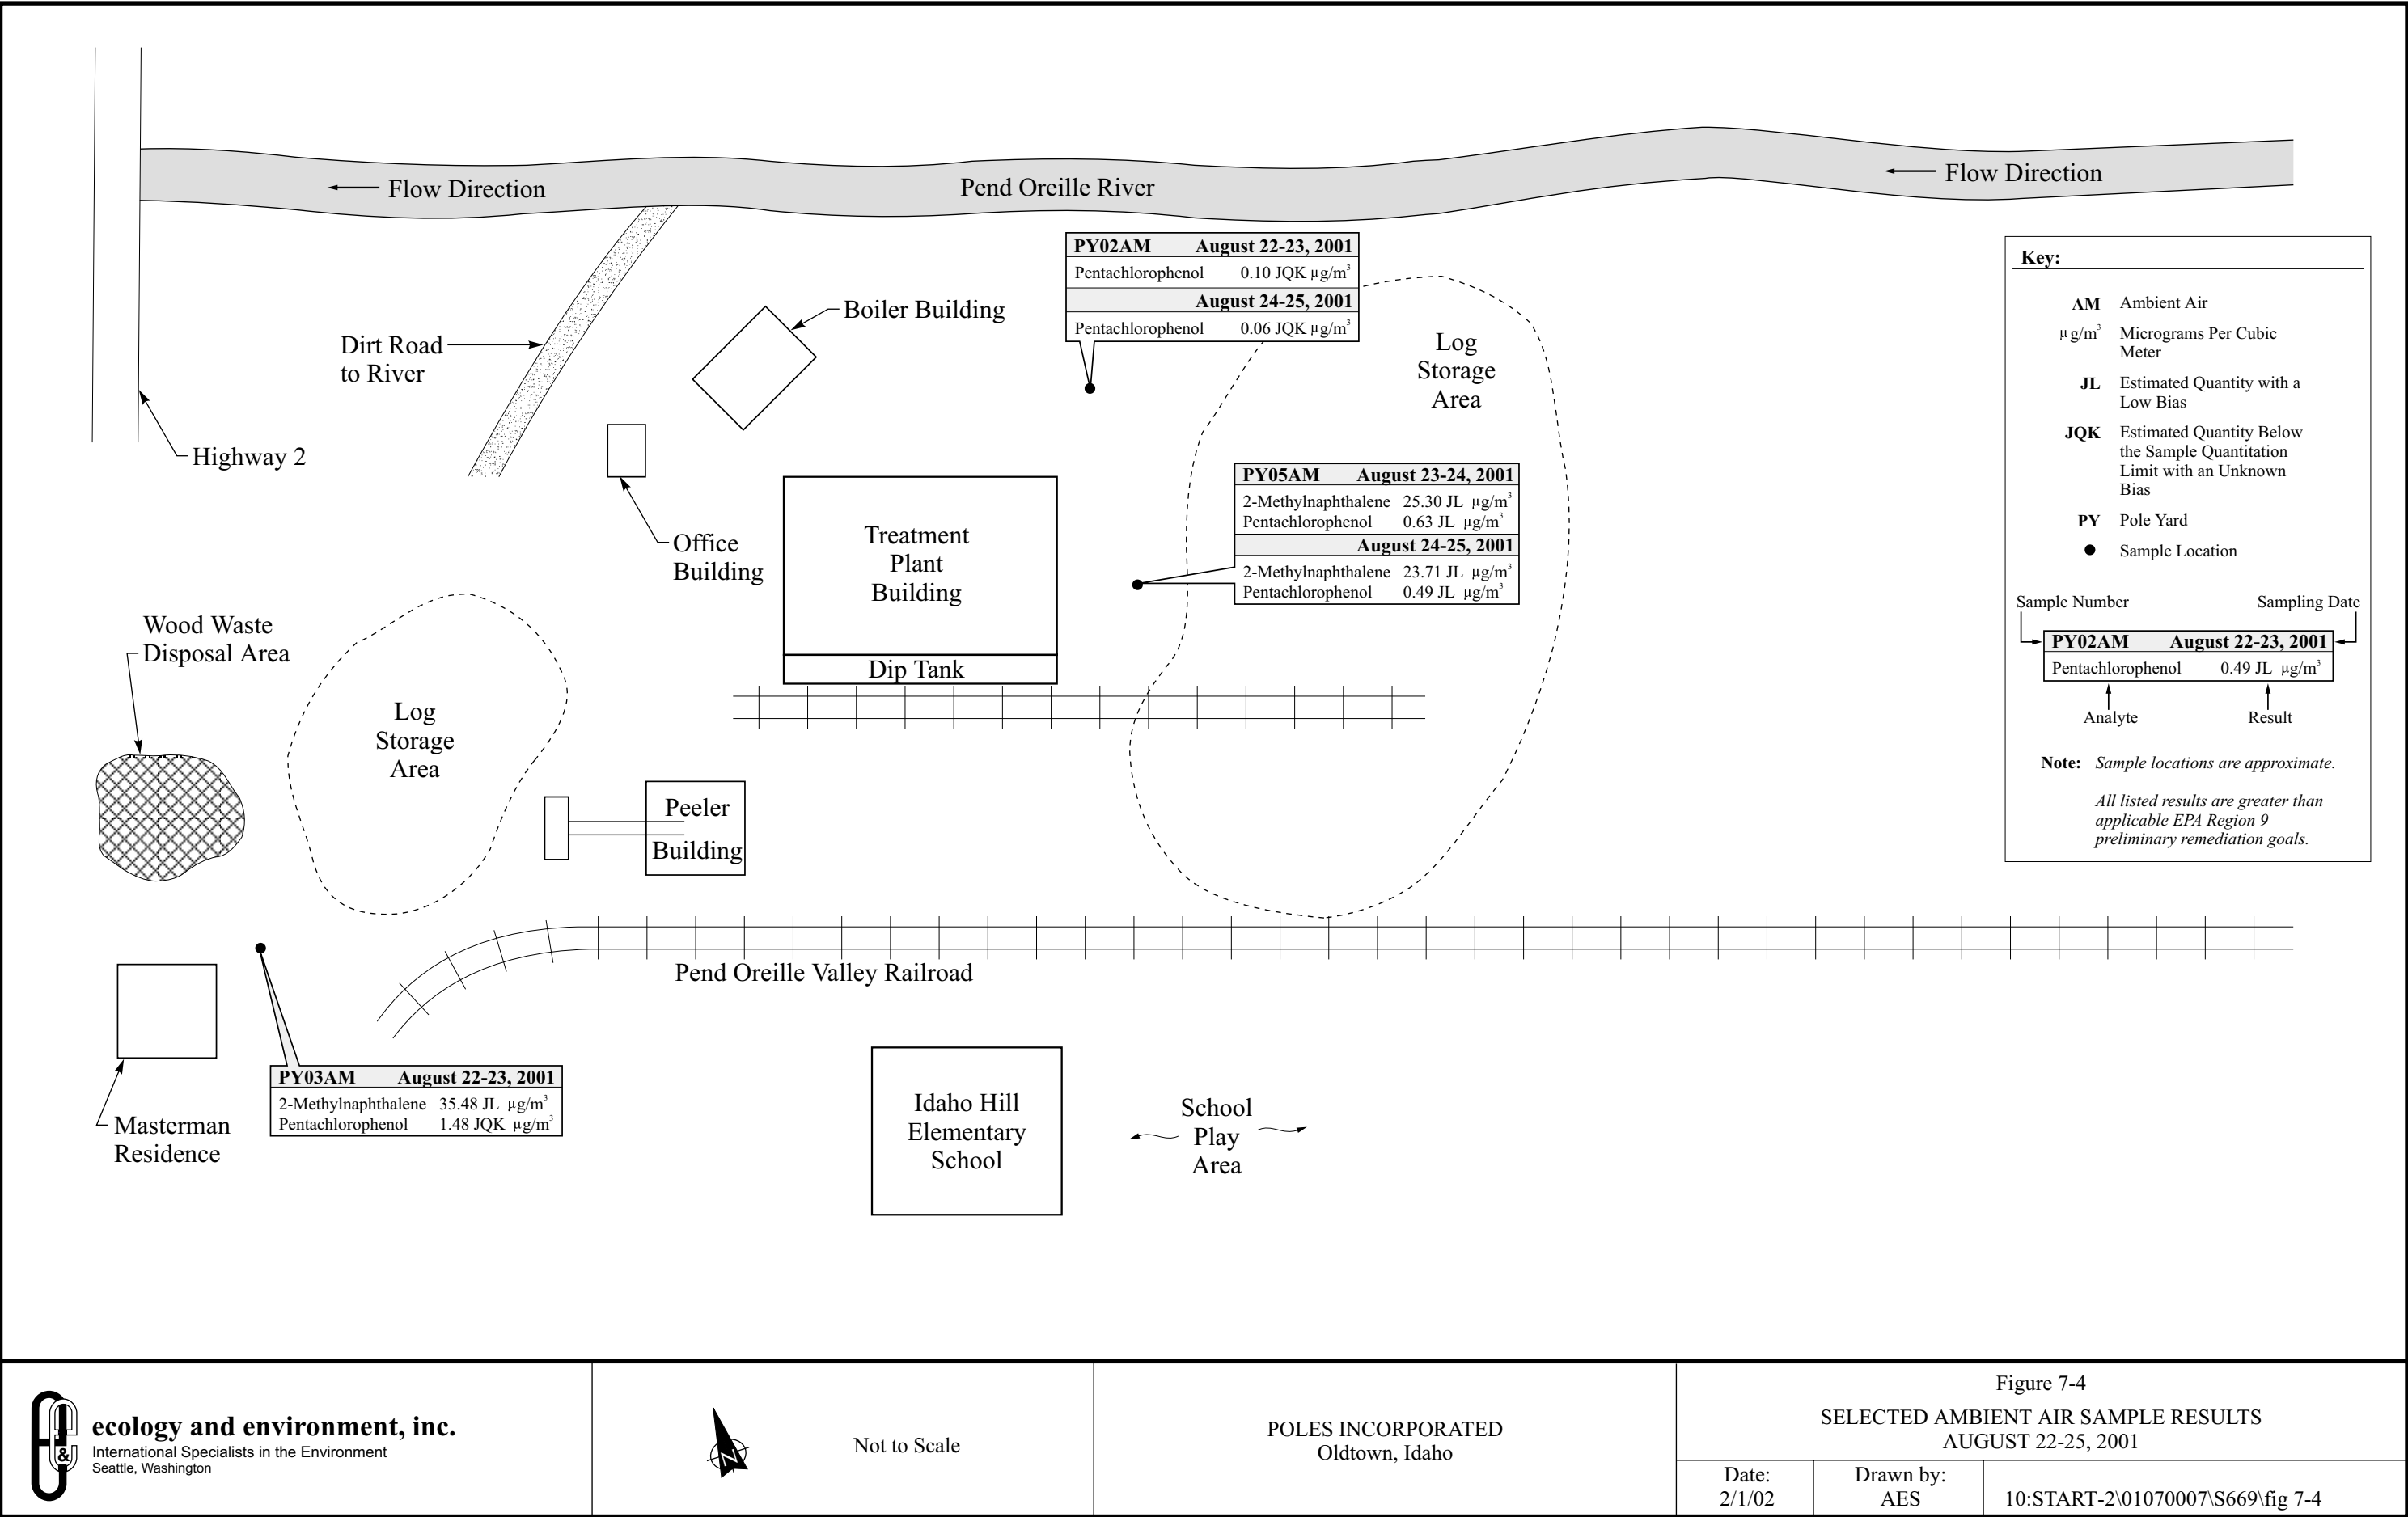 Flow Direction
Pend Oreille River
Flow Direction
PY02AM August 22-23, 2001
Pentachlorophenol 0.10 JQK µg/m³
August 24-25, 2001
Pentachlorophenol 0.06 JQK µg/m³
Boiler Building
Dirt Road
to River
Highway 2
Log
Storage
Area
PY05AM August 23-24, 2001
2-Methylnaphthalene 25.30 JL µg/m³
Pentachlorophenol 0.63 JL µg/m³
August 24-25, 2001
2-Methylnaphthalene 23.71 JL µg/m³
Pentachlorophenol 0.49 JL µg/m³
Office
Building
Treatment
Plant
Building
Dip Tank
Wood Waste
Disposal Area
Log
Storage
Area
Peeler
Building
Pend Oreille Valley Railroad
PY03AM August 22-23, 2001
2-Methylnaphthalene 35.48 JL µg/m³
Pentachlorophenol 1.48 JQK µg/m³
Masterman
Residence
Idaho Hill
Elementary
School
School
Play
Area
Key:
AM Ambient Air
µg/m³ Micrograms Per Cubic
Meter
JL Estimated Quantity with a
Low Bias
JQK Estimated Quantity Below
the Sample Quantitation
Limit with an Unknown
Bias
PY Pole Yard
Sample Location
Sample Number Sampling Date
PY02AM August 22-23, 2001
Pentachlorophenol 0.49 JL µg/m³
Analyte Result
Note: Sample locations are approximate.
All listed results are greater than
applicable EPA Region 9
preliminary remediation goals.
e&e
ecology and environment, inc.
International Specialists in the Environment
Seattle, Washington
N
Not to Scale
POLES INCORPORATED
Oldtown, Idaho
Figure 7-4
SELECTED AMBIENT AIR SAMPLE RESULTS
AUGUST 22-25, 2001
Date:
2/1/02
Drawn by:
AES
10:START-2\01070007\S669\fig 7-4